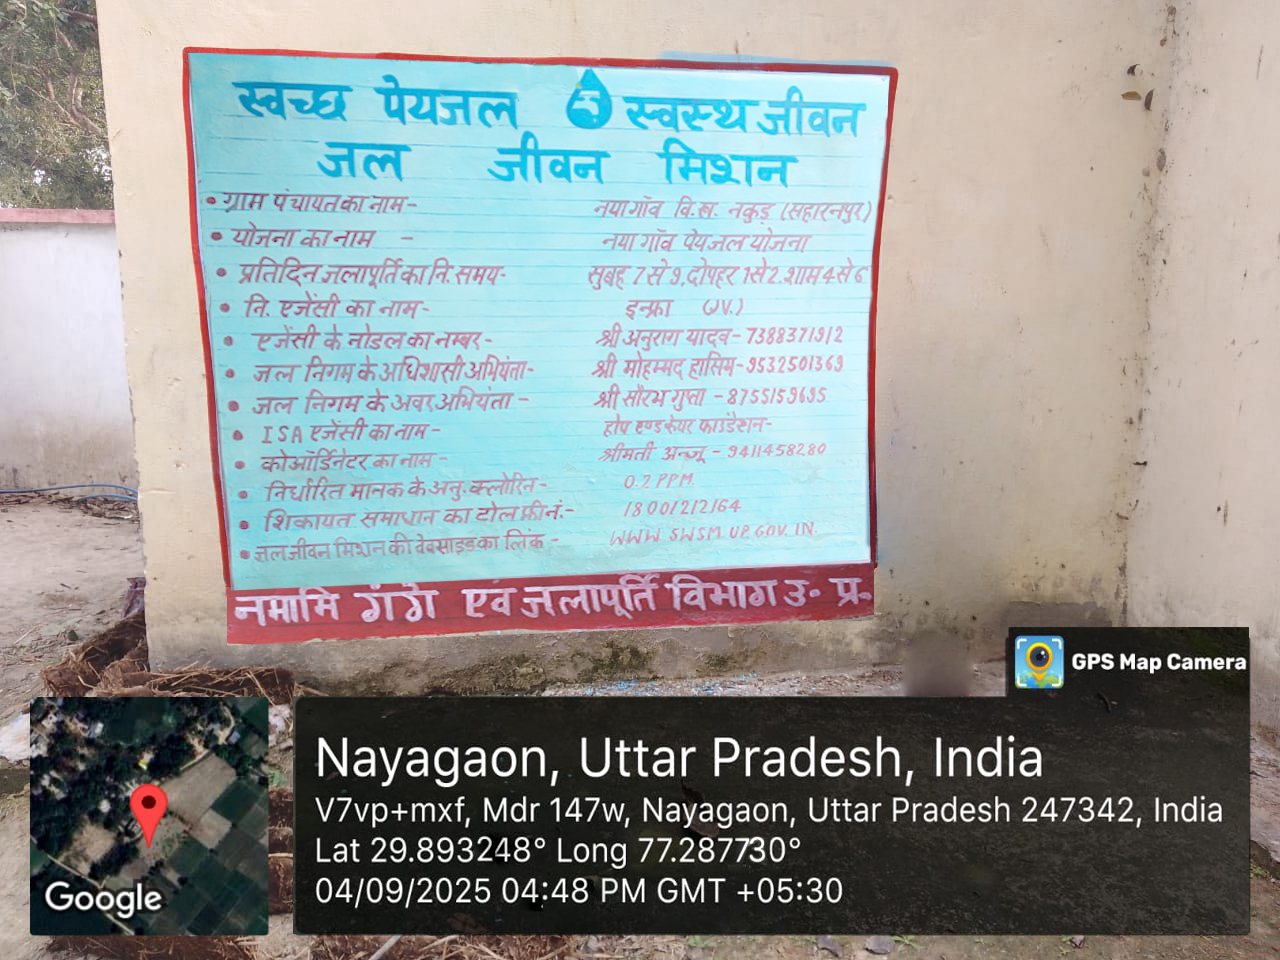 स्वच्छ पेयजल स्वस्थ जीवन
जल जीवन मिशन
• ग्राम पंचायत का नाम- नयागाँव वि.ख. नकुड़ (सहारनपुर)
• योजना का नाम - नयागाँव पेयजल योजना
• प्रतिदिन जलापूर्ति का नि. समय- सुबह 7 से 9, दोपहर 1 से 2. शाम 4 से 6
• नि. एजेंसी का नाम- इन्फ्रा (JV.)
• एजेंसी के नोडल का नम्बर- श्री अनुराग यादव- 7388371912
• जल निगम के अधिशासी अभियंता- श्री मोहम्मद हासिम- 9532501369
• जल निगम के अवर अभियंता - श्री सौरभ गुप्ता - 8755159695
• ISA एजेंसी का नाम- होप एण्ड केयर फाउंडैशन-
• कोऑर्डिनेटर का नाम- श्रीमती अन्जू - 9411458280
• निर्धारित मानक के अनु. क्लोरिन- 0.2 PPM
• शिकायत समाधान का टोल फ्री नं.- 18001212164
• जल जीवन मिशन की वेबसाइड का लिंक - WWW SWSM UP. GOV. IN.
नमामि गंगे एव जलापूर्ति विभाग उ॰ प्र॰
GPS Map Camera
Nayagaon, Uttar Pradesh, India
V7vp+mxf, Mdr 147w, Nayagaon, Uttar Pradesh 247342, India
Lat 29.893248° Long 77.287730°
04/09/2025 04:48 PM GMT +05:30
Google